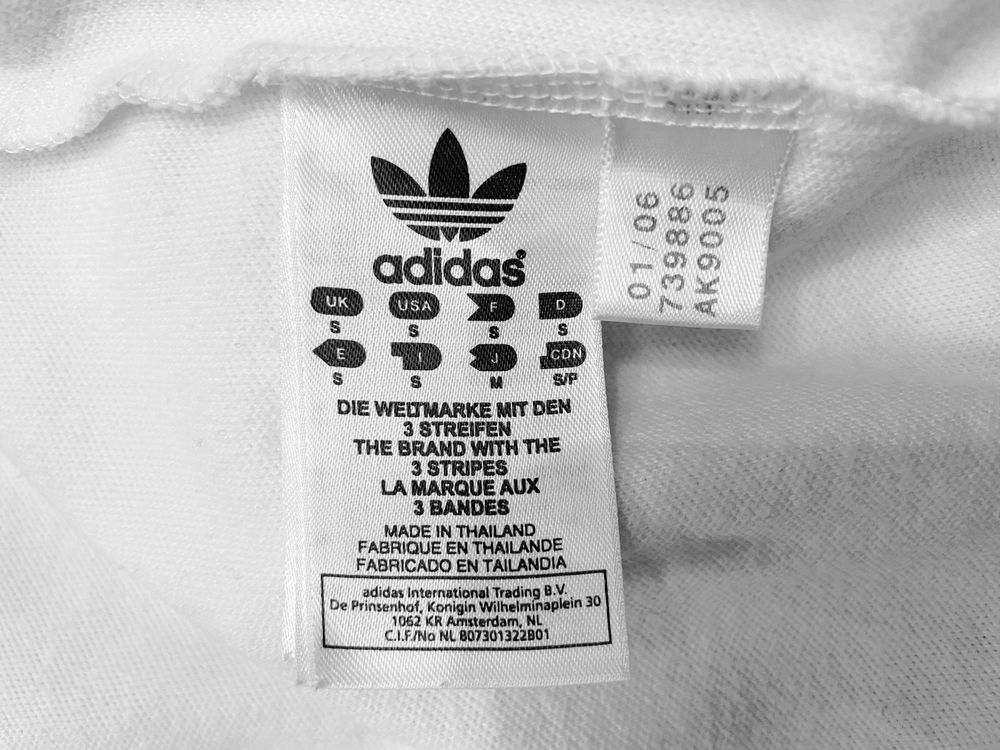 adidas
UK USA F D
S S S S
E I J CDN
S S M S/P
DIE WELTMARKE MIT DEN
3 STREIFEN
THE BRAND WITH THE
3 STRIPES
LA MARQUE AUX
3 BANDES
MADE IN THAILAND
FABRIQUE EN THAILANDE
FABRICADO EN TAILANDIA
adidas International Trading B.V.
De Prinsenhof, Konigin Wilhelminaplein 30
1062 KR Amsterdam, NL
C.I.F./No NL 807301322B01
01/06
739886
AK9005